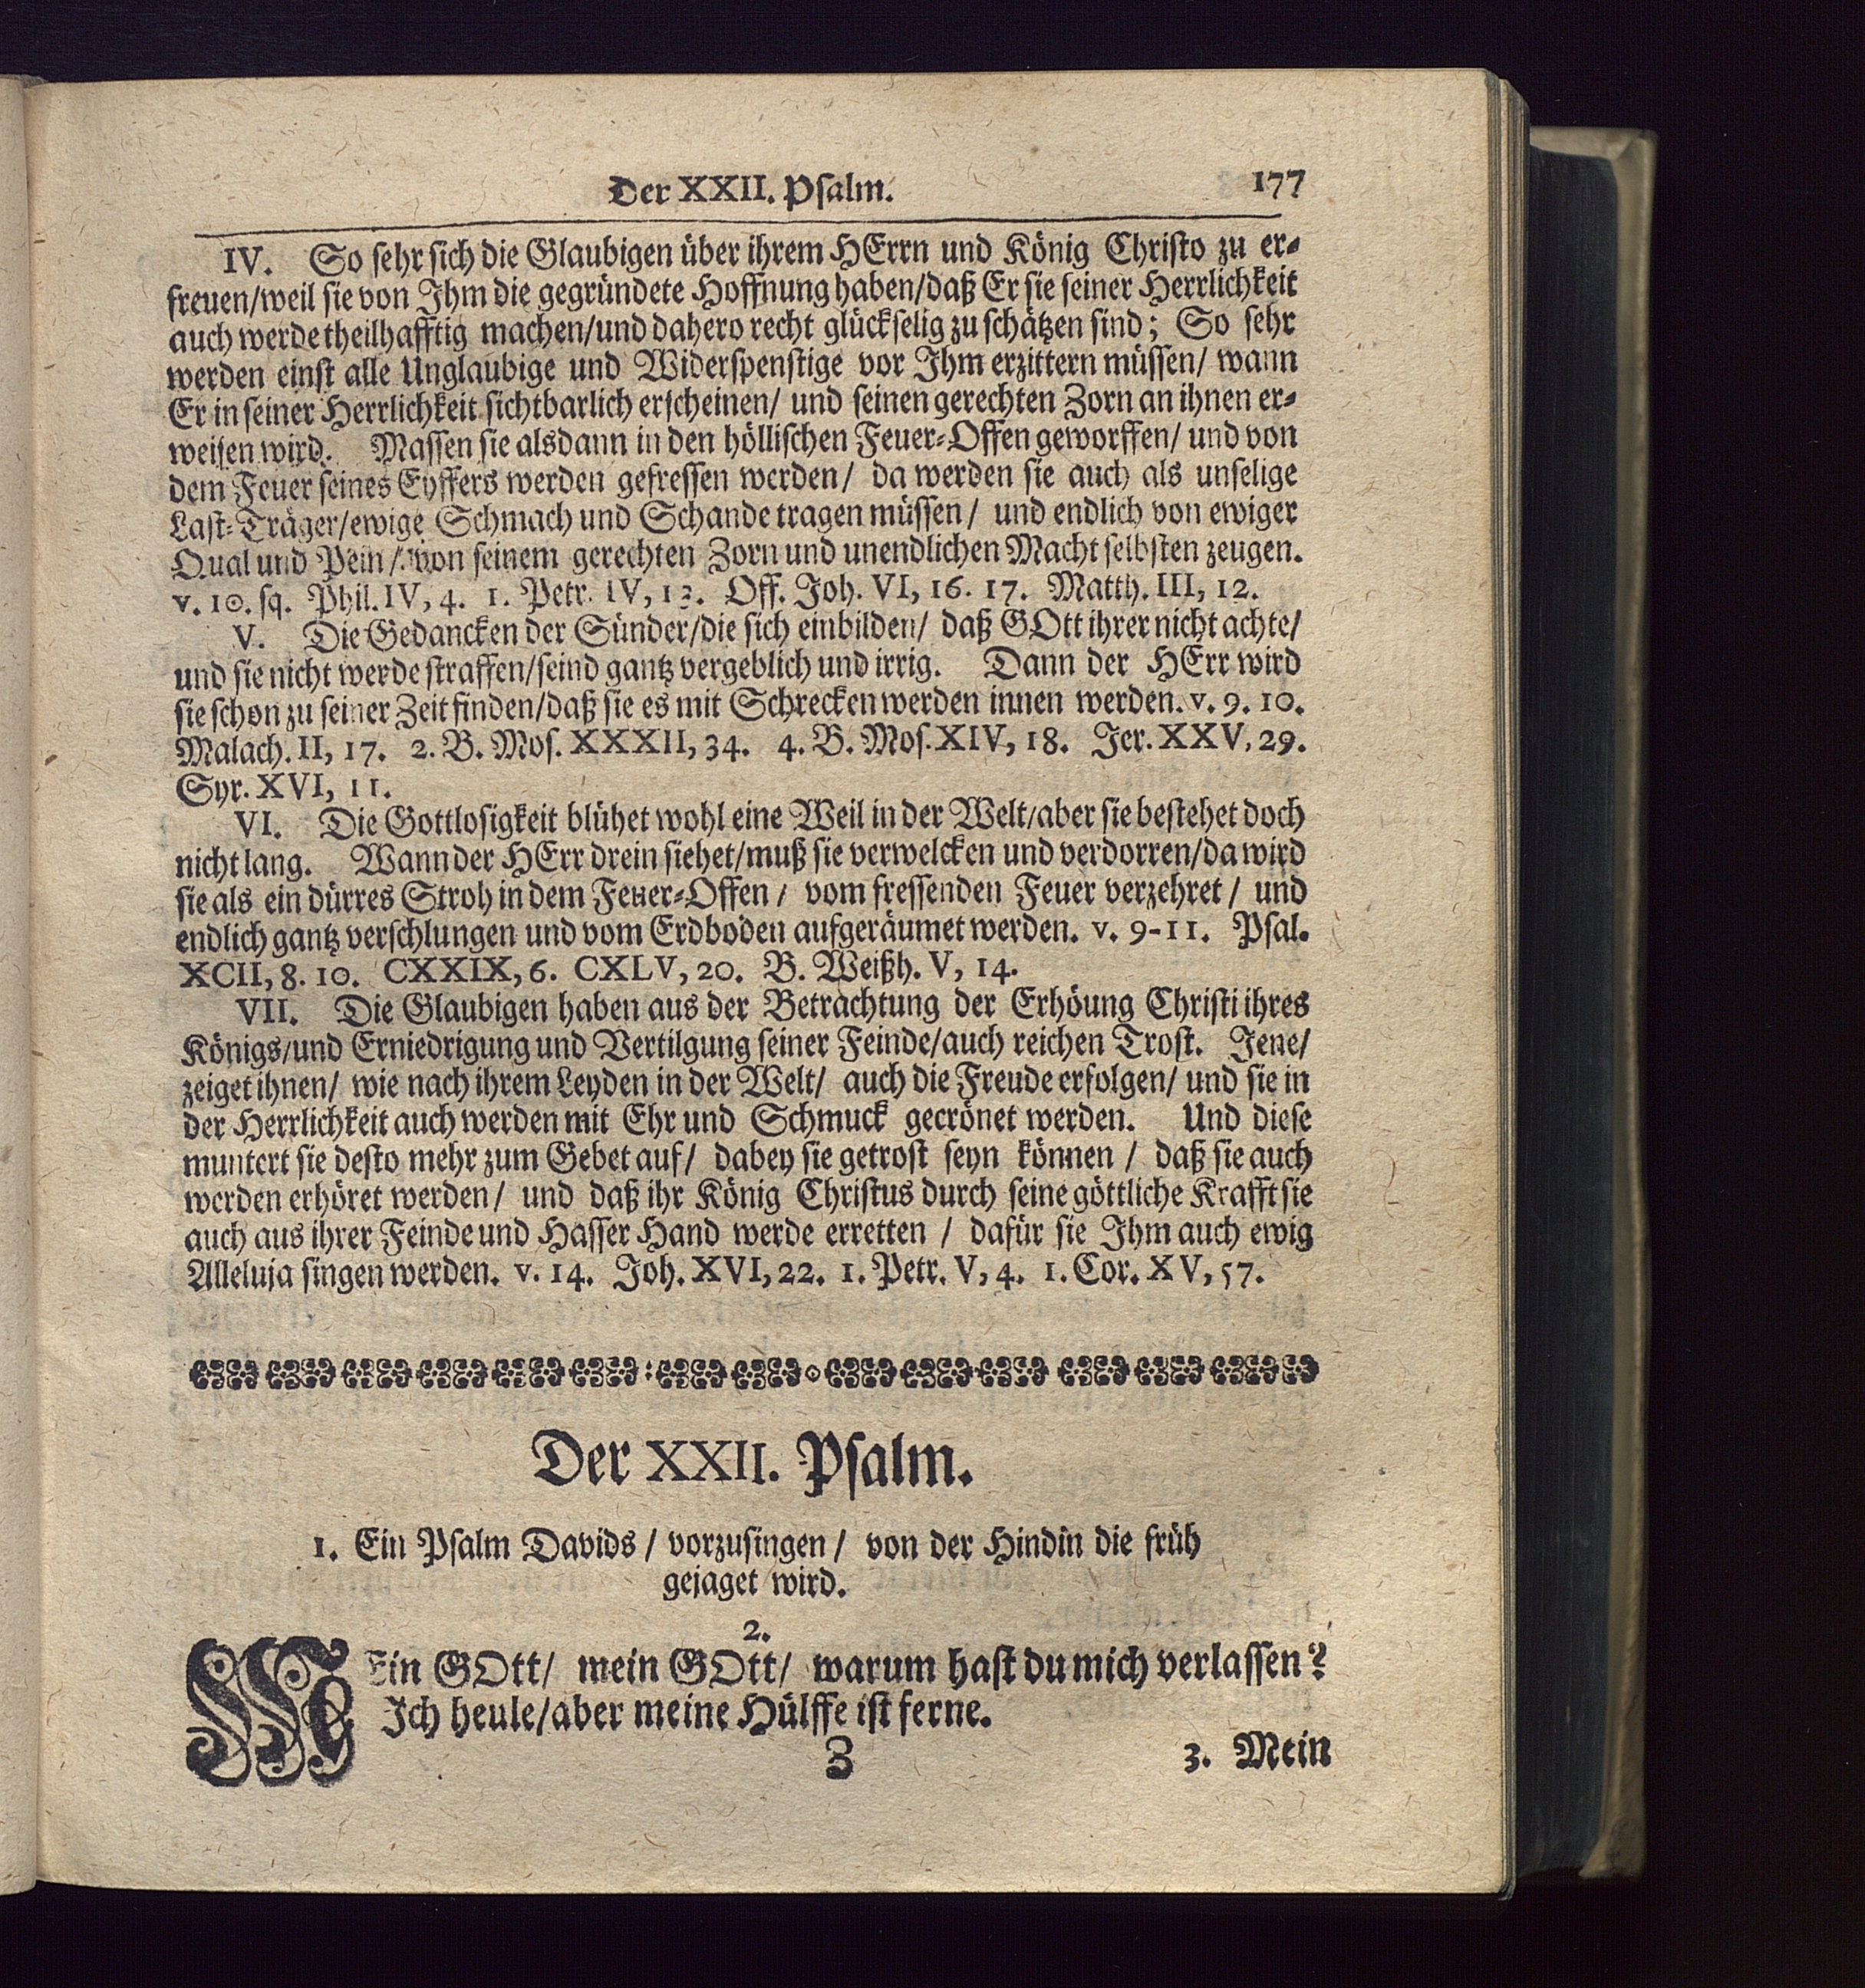 Der XXII. Psalm. 177
IV. So sehr sich die Glaubigen über ihrem HErrn und König Christo zu er-
freuen/weil sie von Ihm die gegründete Hoffnung haben/daß Er sie seiner Herrlichkeit
auch werde theilhafftig machen/und dahero recht glückselig zu schätzen sind; So sehr
werden einst alle Unglaubige und Widerspenstige vor Ihm erzittern müssen/ wann
Er in seiner Herrlichkeit sichtbarlich erscheinen/ und seinen gerechten Zorn an ihnen er-
weisen wird. Massen sie alsdann in den höllischen Feuer-Offen geworffen/ und von
dem Feuer seines Eyffers werden gefressen werden/ da werden sie auch als unselige
Last-Träger/ewige Schmach und Schande tragen müssen/ und endlich von ewiger
Qual und Pein/ von seinem gerechten Zorn und unendlichen Macht selbsten zeugen.
v. 10. sq. Phil. IV, 4. 1. Petr. IV, 13. Off. Joh. VI, 16. 17. Matth. III, 12.
V. Die Gedancken der Sünder/die sich einbilden/ daß GOtt ihrer nicht achte/
und sie nicht werde straffen/seind gantz vergeblich und irrig. Dann der HErr wird
sie schon zu seiner Zeit finden/daß sie es mit Schrecken werden innen werden. v. 9. 10.
Malach. II, 17. 2. B. Mos. XXXII, 34. 4. B. Mos. XIV, 18. Jer. XXV, 29.
Syr. XVI, 11.
VI. Die Gottlosigkeit blühet wohl eine Weil in der Welt/aber sie bestehet doch
nicht lang. Wann der HErr drein siehet/muß sie verwelcken und verdorren/da wird
sie als ein dürres Stroh in dem Feuer-Offen/ vom fressenden Feuer verzehret/ und
endlich gantz verschlungen und vom Erdboden aufgeräumet werden. v. 9-11. Psal.
XCII, 8. 10. CXXIX, 6. CXLV, 20. B. Weißh. V, 14.
VII. Die Glaubigen haben aus der Betrachtung der Erhöung Christi ihres
Königs/und Erniedrigung und Vertilgung seiner Feinde/auch reichen Trost. Jene/
zeiget ihnen/ wie nach ihrem Leyden in der Welt/ auch die Freude erfolgen/ und sie in
der Herrlichkeit auch werden mit Ehr und Schmuck gecrönet werden. Und diese
muntert sie desto mehr zum Gebet auf/ dabey sie getrost seyn können/ daß sie auch
werden erhöret werden/ und daß ihr König Christus durch seine göttliche Krafft sie
auch aus ihrer Feinde und Hasser Hand werde erretten/ dafür sie Ihm auch ewig
Alleluja singen werden. v. 14. Joh. XVI, 22. 1. Petr. V, 4. 1. Cor. XV, 57.
Der XXII. Psalm.
1. Ein Psalm Davids/ vorzusingen/ von der Hindin die früh
gejaget wird.
2.
MEin GOtt/ mein GOtt/ warum hast du mich verlassen?
Ich heule/aber meine Hülffe ist ferne.
Z 3. Mein